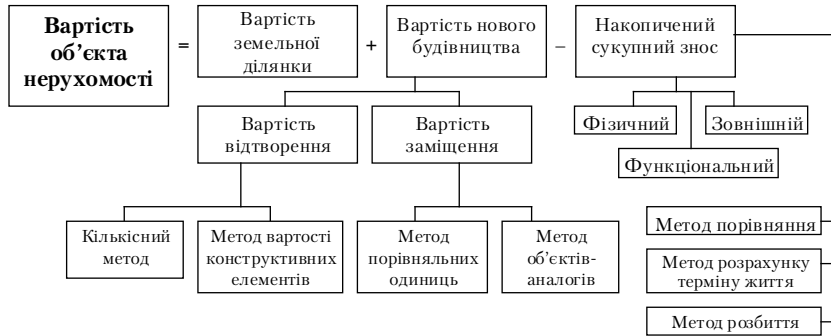 Вартість
об’єкта
нерухомості
=
Вартість
земельної
ділянки
+
Вартість нового
будівництва
–
Накопичений
сукупний знос
Вартість
відтворення
Вартість
заміщення
Фізичний
Зовнішній
Функціональний
Кількісний
метод
Метод вартості
конструктивних
елементів
Метод
порівняльних
одиниць
Метод
об’єктів-
аналогів
Метод порівняння
Метод розрахунку
терміну життя
Метод розбиття